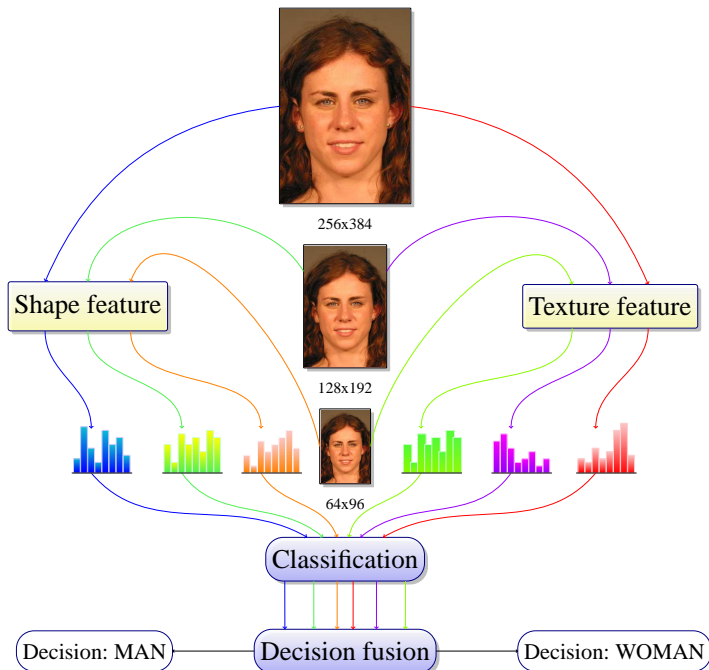 256x384
Shape feature
Texture feature
128x192
64x96
Classification
Decision: MAN
Decision fusion
Decision: WOMAN